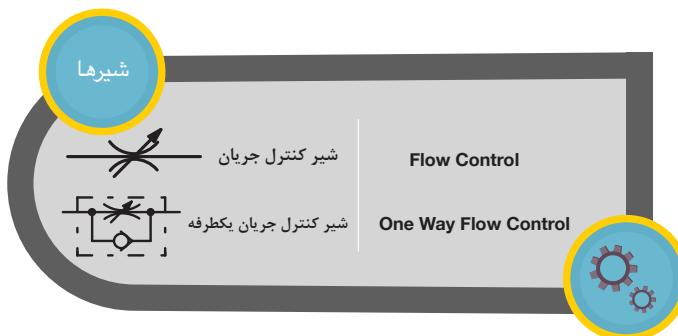 شیرها
شیر کنترل جریان
Flow Control
شیر کنترل جریان یکطرفه
One Way Flow Control